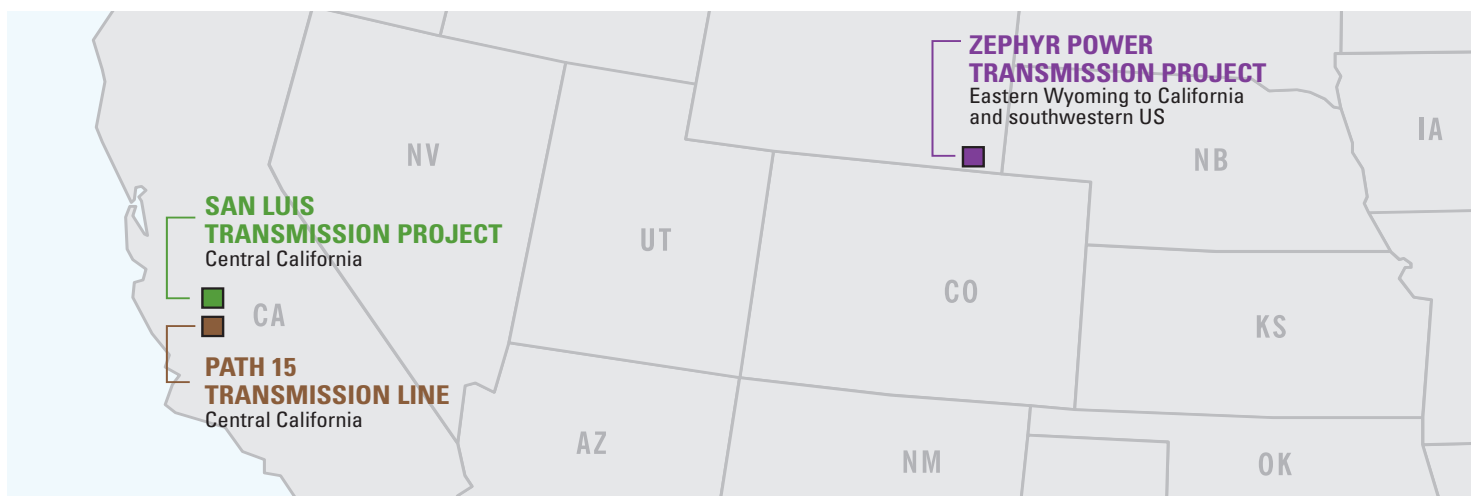 ZEPHYR POWER
TRANSMISSION PROJECT
Eastern Wyoming to California
and southwestern US
IA
NV
NB
SAN LUIS
TRANSMISSION PROJECT
Central California
UT
CO
CA
KS
PATH 15
TRANSMISSION LINE
Central California
AZ
NM
OK